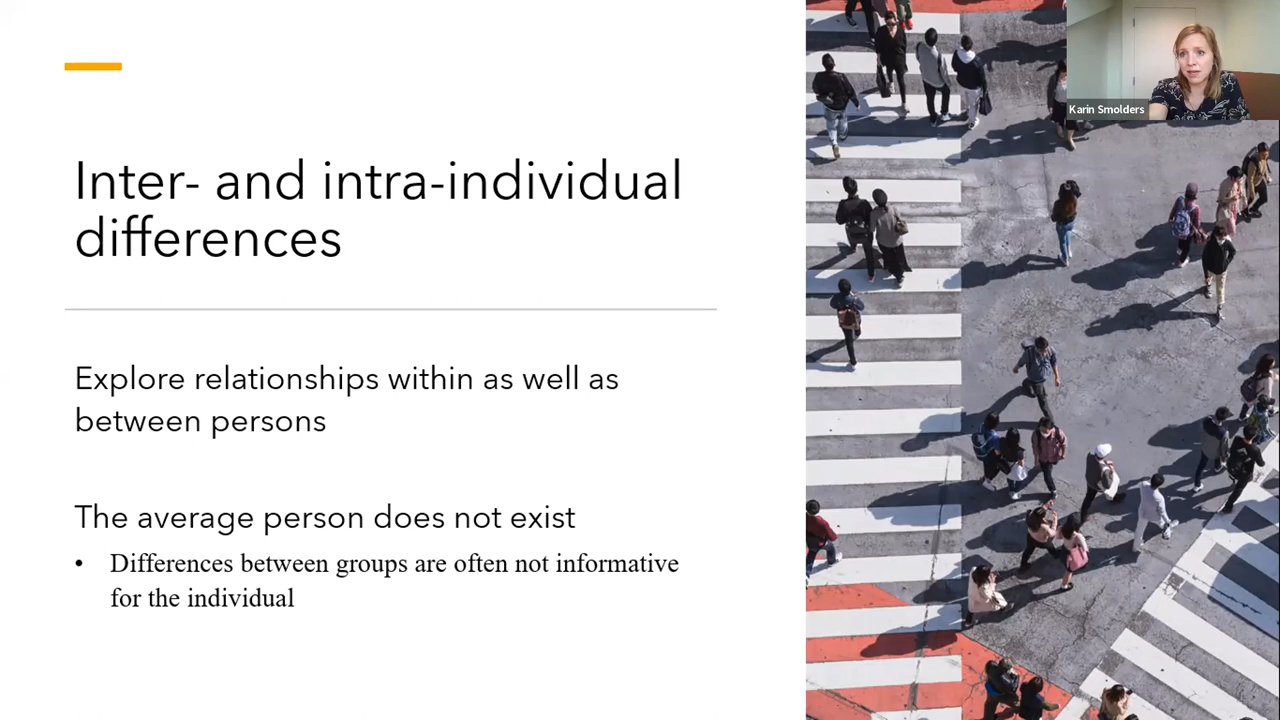 Inter- and intra-individual
differences
Explore relationships within as well as
between persons
The average person does not exist
• Differences between groups are often not informative
for the individual
Karin Smolders